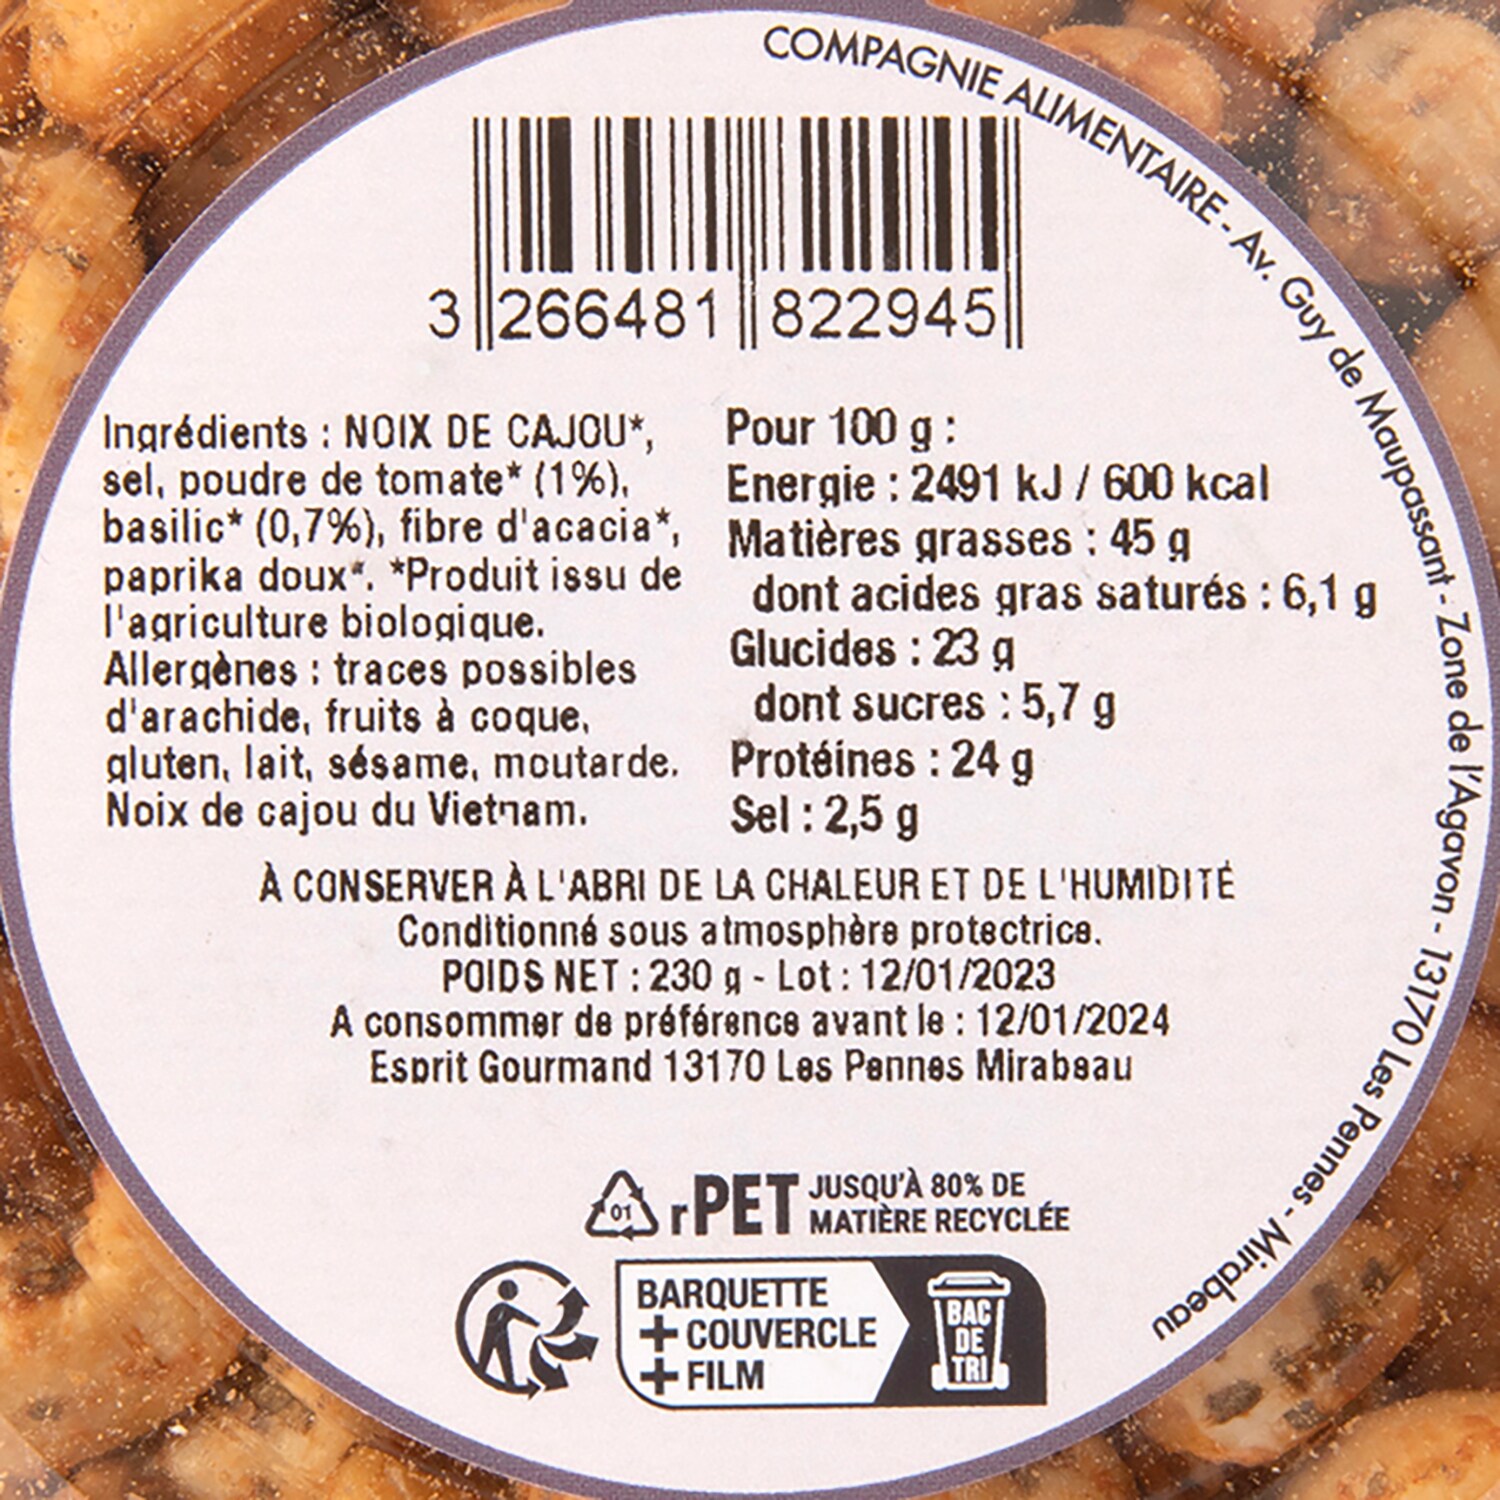 COMPAGNIE ALIMENTAIRE - Av. Guy de Maupassant - Zone de l'Agavon - 13170 Les Pennes - Mirabeau
3 266481 822945
Ingrédients : NOIX DE CAJOU*,
sel, poudre de tomate* (1%),
basilic* (0,7%), fibre d'acacia*,
paprika doux*. *Produit issu de
l'agriculture biologique.
Allergènes : traces possibles
d'arachide, fruits à coque,
gluten, lait, sésame, moutarde.
Noix de cajou du Vietnam.
Pour 100 g :
Energie : 2491 kJ / 600 kcal
Matières grasses : 45 g
dont acides gras saturés : 6,1 g
Glucides : 23 g
dont sucres : 5,7 g
Protéines : 24 g
Sel : 2,5 g
À CONSERVER À L'ABRI DE LA CHALEUR ET DE L'HUMIDITÉ
Conditionné sous atmosphère protectrice.
POIDS NET : 230 g - Lot : 12/01/2023
A consommer de préférence avant le : 12/01/2024
Esprit Gourmand 13170 Les Pennes Mirabeau
01 rPET JUSQU'À 80% DE
MATIÈRE RECYCLÉE
BARQUETTE
+ COUVERCLE
+ FILM
BAC
DE
TRI